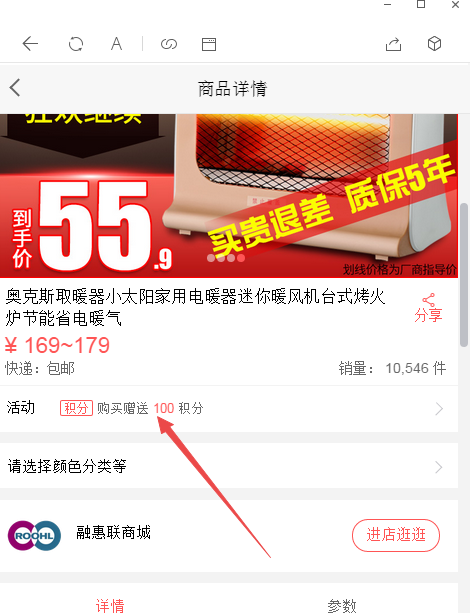 A
商品详情
狂欢继续
到手价
55.9
买贵退差 质保5年
划线价格为厂商指导价
奥克斯取暖器小太阳家用电暖器迷你暖风机台式烤火
炉节能省电暖气
分享
¥ 169~179
快递：包邮
销量： 10,546 件
活动 积分 购买赠送 100 积分
请选择颜色分类等
ROOHL
融惠联商城
进店逛逛
详情
参数